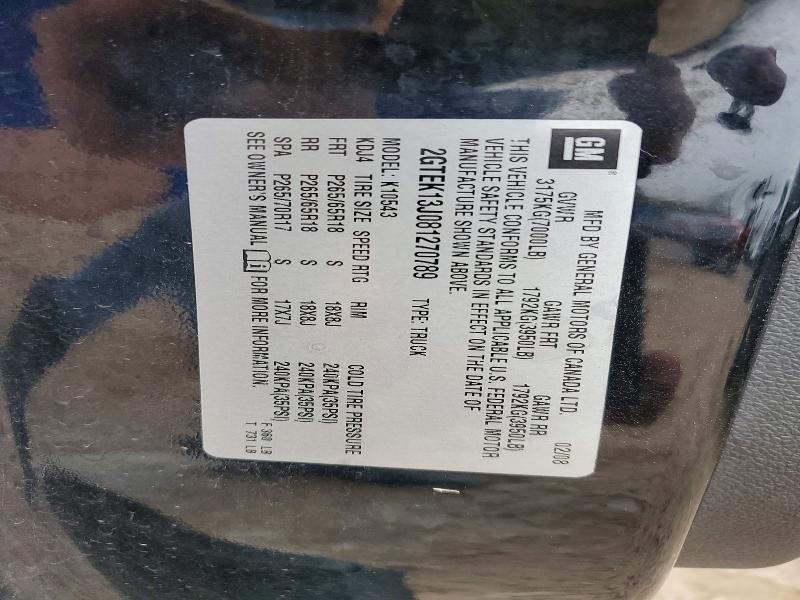 GM®
MFD BY GENERAL MOTORS OF CANADA LTD.
02/08
GVWR GAWR FRT GAWR RR
3175KG(7000LB) 1792KG(3950LB) 1792KG(3950LB)
THIS VEHICLE CONFORMS TO ALL APPLICABLE U.S. FEDERAL MOTOR
VEHICLE SAFETY STANDARDS IN EFFECT ON THE DATE OF
MANUFACTURE SHOWN ABOVE.
2GTEK13J081270789 TYPE: TRUCK
MODEL: K10543
KDJ4 TIRE SIZE SPEED RTG RIM COLD TIRE PRESSURE
FRT P265/65R18 S 18X8J 240KPA(35PSI)
RR P265/65R18 S 18X8J 240KPA(35PSI)
SPA P265/70R17 S 17X7J 240KPA(35PSI)
SEE OWNER'S MANUAL FOR MORE INFORMATION.
F 360 LB
T 731 LB